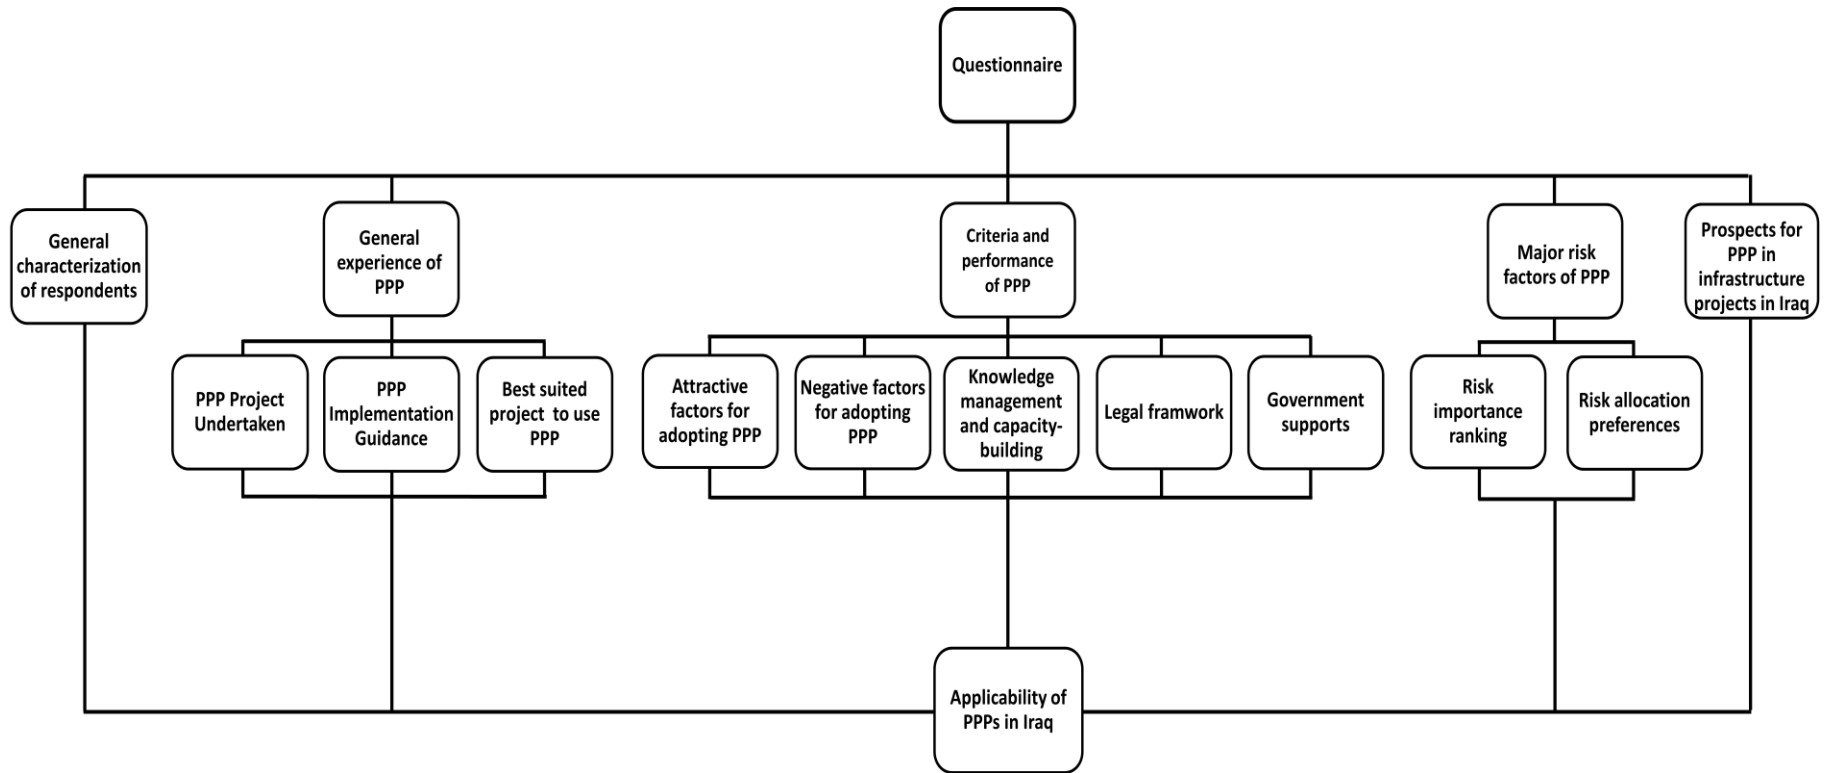 Questionnaire
General
characterization
of respondents
General
experience of
PPP
Criteria and
performance
of PPP
Major risk
factors of PPP
Prospects for
PPP in
infrastructure
projects in Iraq
PPP Project
Undertaken
PPP
Implementation
Guidance
Best suited
project to use
PPP
Attractive
factors for
adopting PPP
Negative factors
for adopting
PPP
Knowledge
management
and capacity-
building
Legal framwork
Government
supports
Risk
importance
ranking
Risk allocation
preferences
Applicability of
PPPs in Iraq